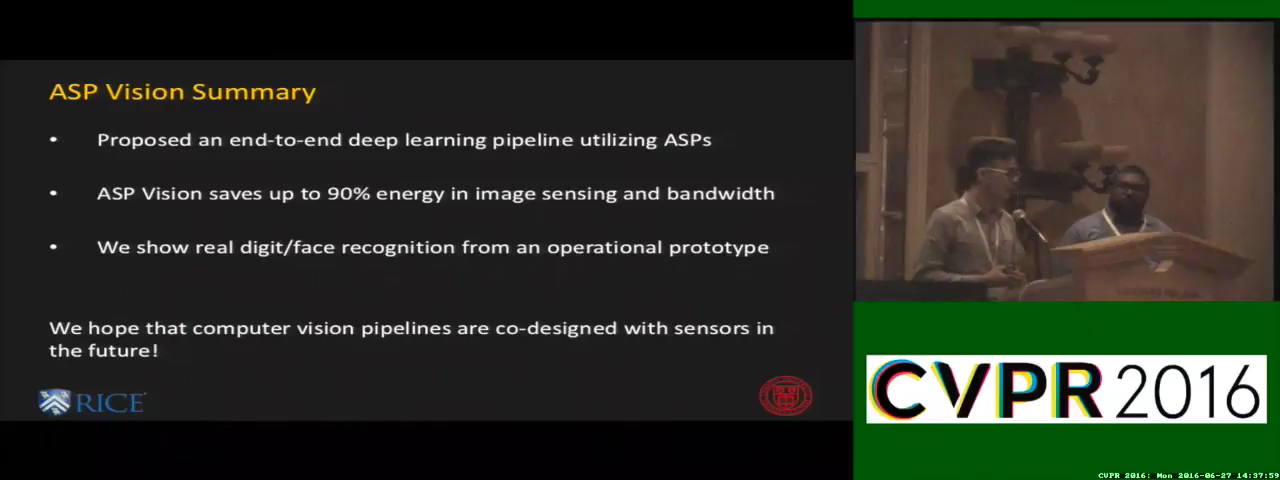 ASP Vision Summary
• Proposed an end-to-end deep learning pipeline utilizing ASPs
• ASP Vision saves up to 90% energy in image sensing and bandwidth
• We show real digit/face recognition from an operational prototype
We hope that computer vision pipelines are co-designed with sensors in
the future!
RICE
CVPR 2016
CVPR 2016: Mon 2016-06-27 14:37:59